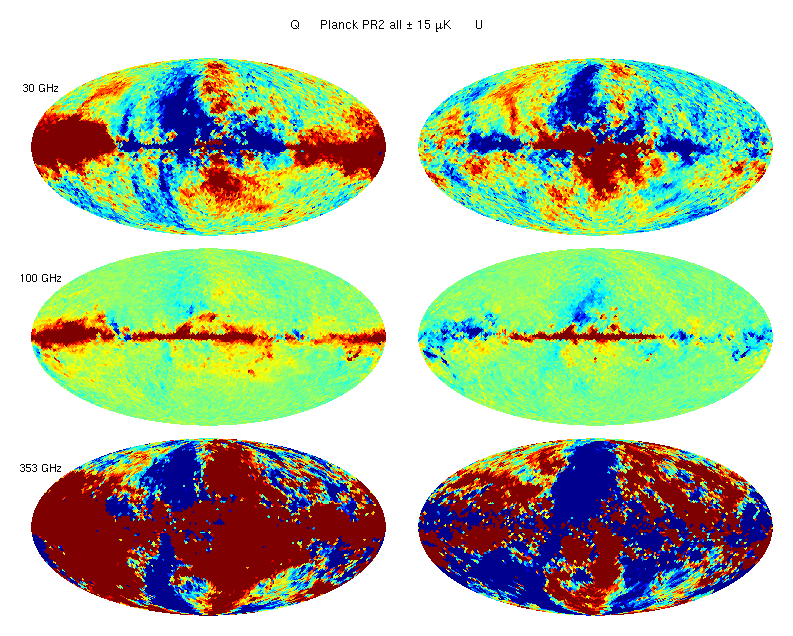 Q Planck PR2 all ± 15 μK U
30 GHz
100 GHz
353 GHz